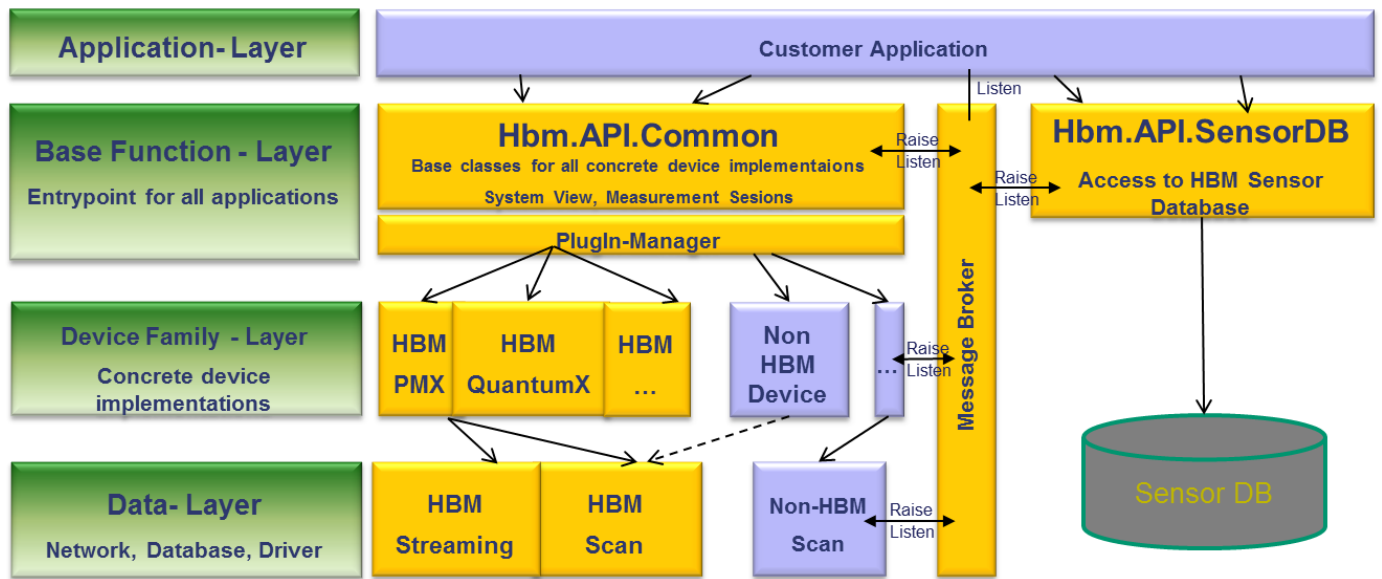 Application- Layer
Customer Application
Listen
Base Function - Layer
Entrypoint for all applications
Hbm.API.Common
Base classes for all concrete device implementaions
System View, Measurement Sesions
Raise
Listen
Hbm.API.SensorDB
Access to HBM Sensor
Database
Raise
Listen
PlugIn-Manager
Message Broker
Device Family - Layer
Concrete device
implementations
HBM
PMX
HBM
QuantumX
HBM
...
Non
HBM
Device
...
Raise
Listen
Data- Layer
Network, Database, Driver
HBM
Streaming
HBM
Scan
Non-HBM
Scan
Raise
Listen
Sensor DB